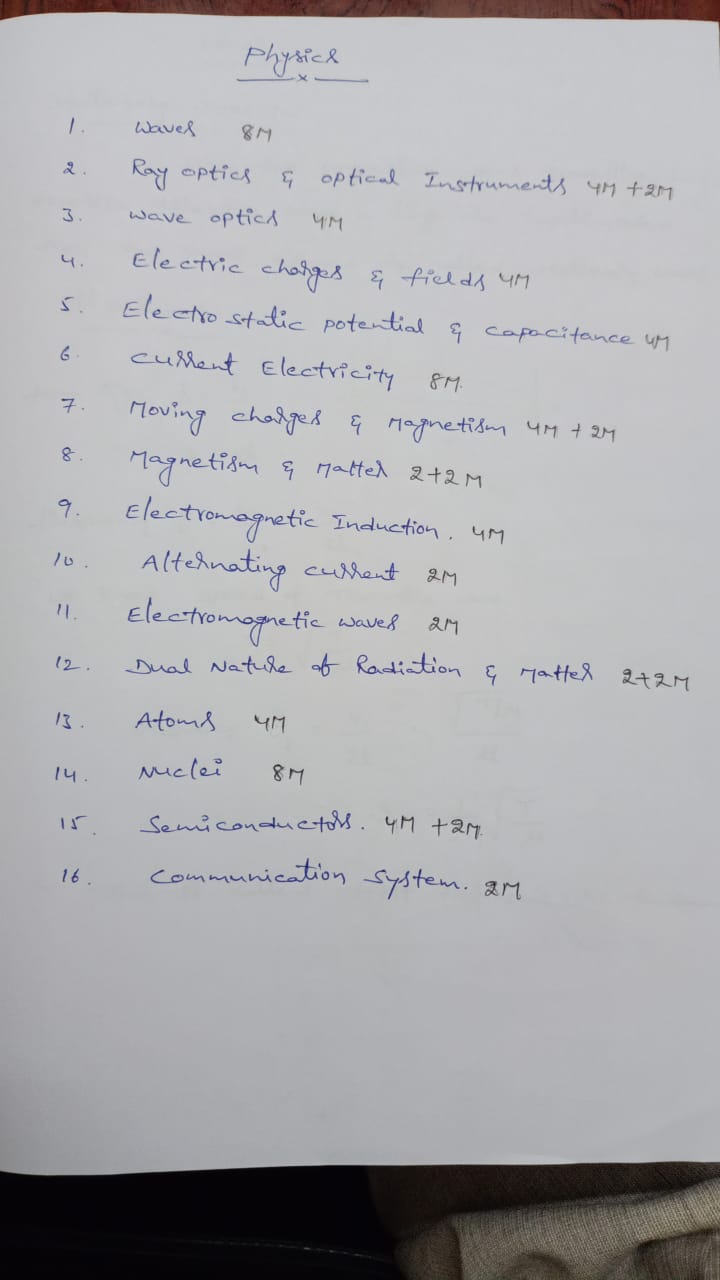 Physics
x
1. Waves 8M
2. Ray optics & optical Instruments 4M +2M
3. Wave optics 4M
4. Electric charges & fields 4M
5. Electro static potential & capacitance 4M
6. current Electricity 8M.
7. Moving charges & Magnetism 4M + 2M
8. Magnetism & Matter 2+2M
9. Electromagnetic Induction. 4M
10. Alternating current 2M
11. Electromagnetic waves 2M
12. Dual Nature of Radiation & Matter 2+2M
13. Atoms 4M
14. Nuclei 8M
15. Semiconductors. 4M +2M.
16. Communication system. 2M